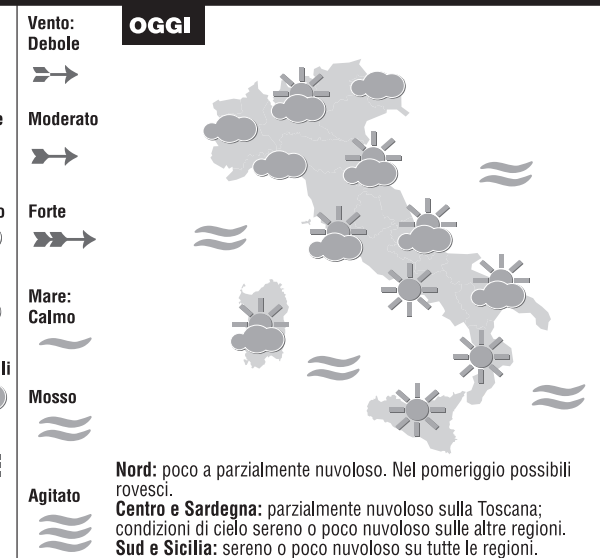 Vento:
Debole
Moderato
Forte
Mare:
Calmo
Mosso
Agitato
OGGI
Nord: poco a parzialmente nuvoloso. Nel pomeriggio possibili
rovesci.
Centro e Sardegna: parzialmente nuvoloso sulla Toscana;
condizioni di cielo sereno o poco nuvoloso sulle altre regioni.
Sud e Sicilia: sereno o poco nuvoloso su tutte le regioni.